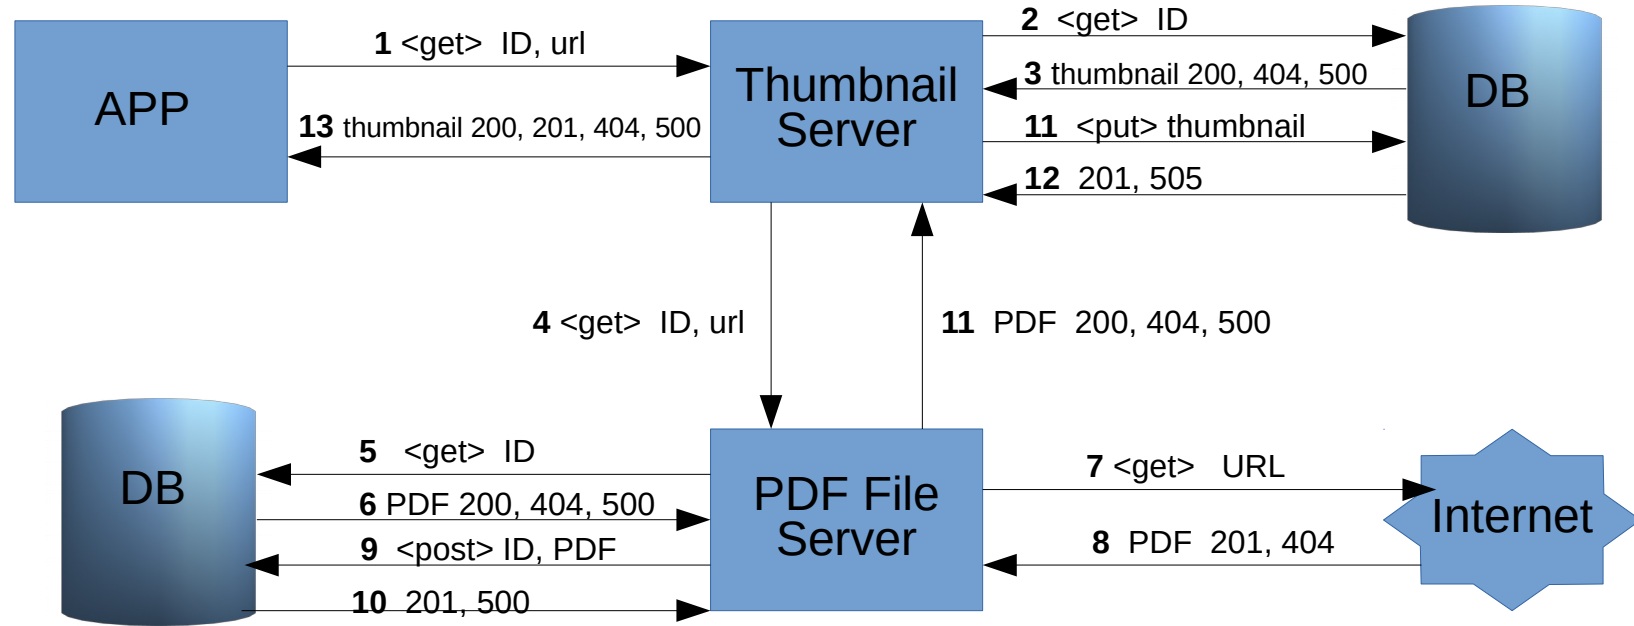 APP
1 <get> ID, url
13 thumbnail 200, 201, 404, 500
Thumbnail
Server
2 <get> ID
3 thumbnail 200, 404, 500
11 <put> thumbnail
12 201, 505
DB
4 <get> ID, url
11 PDF 200, 404, 500
DB
5 <get> ID
6 PDF 200, 404, 500
9 <post> ID, PDF
10 201, 500
PDF File
Server
7 <get> URL
8 PDF 201, 404
Internet